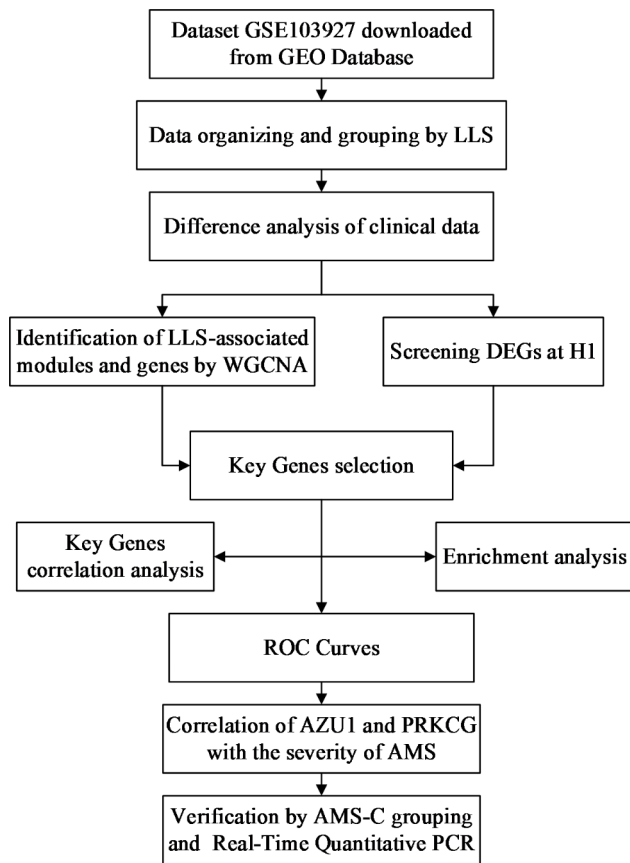 Dataset GSE103927 downloaded
from GEO Database
Data organizing and grouping by LLS
Difference analysis of clinical data
Identification of LLS-associated
modules and genes by WGCNA
Screening DEGs at H1
Key Genes selection
Key Genes
correlation analysis
Enrichment analysis
ROC Curves
Correlation of AZU1 and PRKCG
with the severity of AMS
Verification by AMS-C grouping
and Real-Time Quantitative PCR